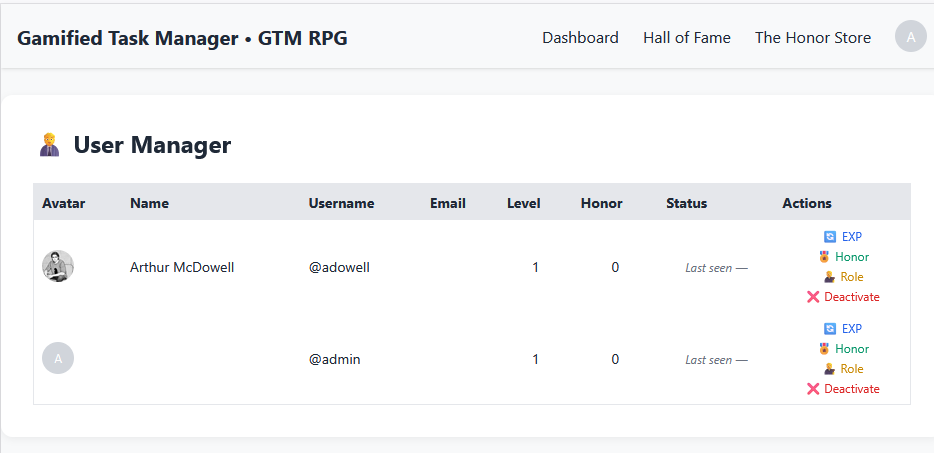 Gamified Task Manager • GTM RPG Dashboard Hall of Fame The Honor Store A
User Manager
Avatar Name Username Email Level Honor Status Actions
Arthur McDowell @adowell 1 0 Last seen — EXP
Honor
Role
Deactivate
A @admin 1 0 Last seen — EXP
Honor
Role
Deactivate